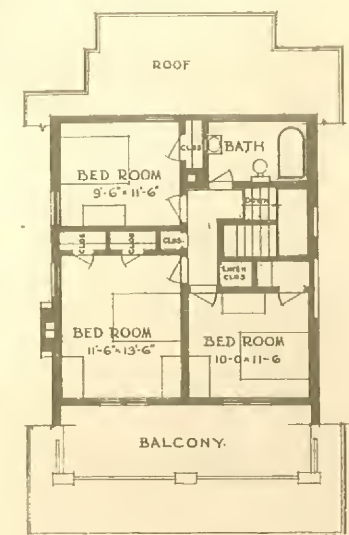 ROOF
CLOS
BATH
BED ROOM
9'-6" × 11'-6"
DOWN
CLOS.
CLOS.
CLOS.
LINEN
CLOS
BED ROOM
11'-6" × 13'-6"
BED ROOM
10-0 × 11-6
BALCONY.